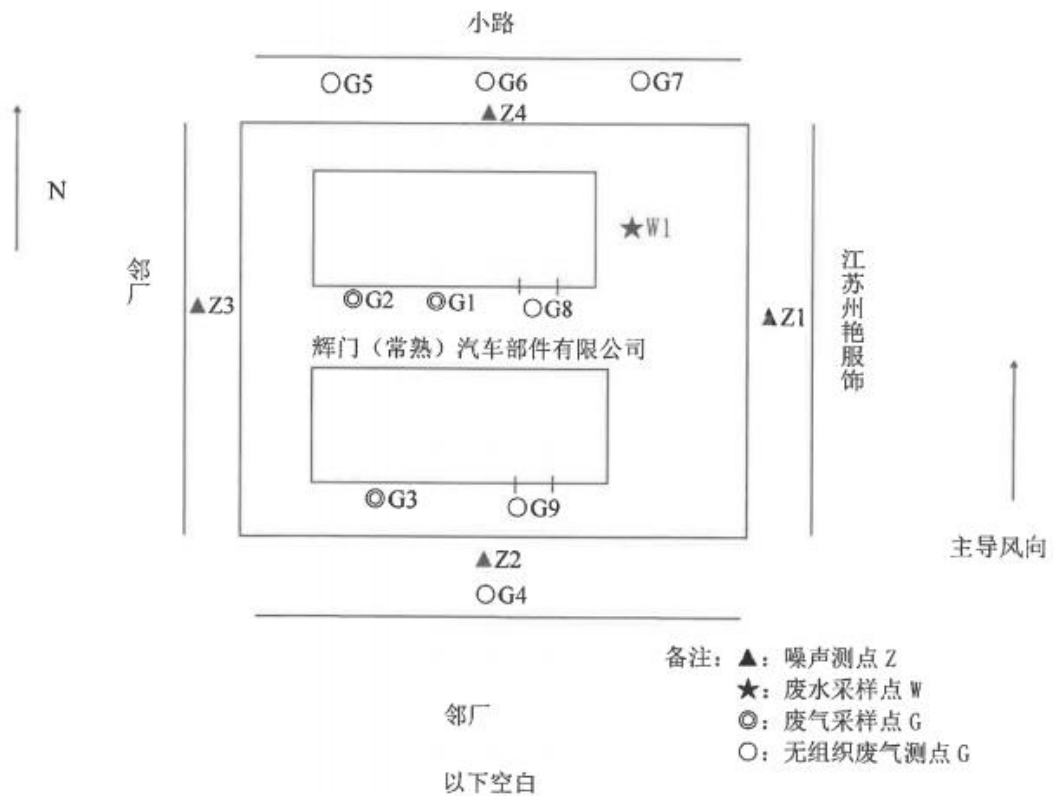 小路
○G5
○G6
○G7
▲Z4
N
★W1
邻厂
◎G2
◎G1
○G8
▲Z3
▲Z1
江苏州艳服饰
辉门（常熟）汽车部件有限公司
◎G3
○G9
主导风向
▲Z2
○G4
备注：▲：噪声测点 Z
★：废水采样点 W
◎：废气采样点 G
○：无组织废气测点 G
邻厂
以下空白